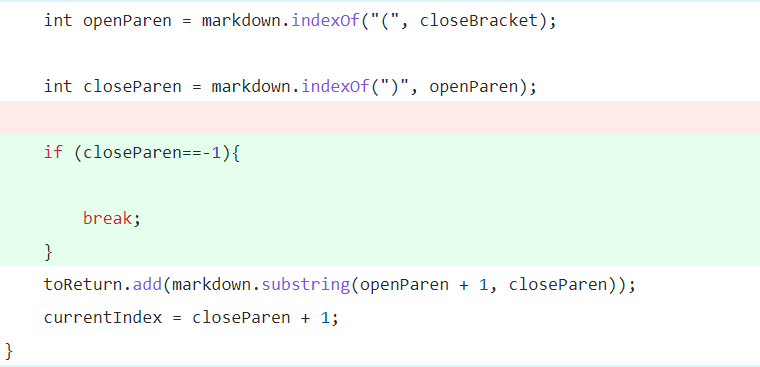 int openParen = markdown.indexOf("(", closeBracket);
int closeParen = markdown.indexOf(")", openParen);
if (closeParen==-1){
break;
}
toReturn.add(markdown.substring(openParen + 1, closeParen));
currentIndex = closeParen + 1;
}